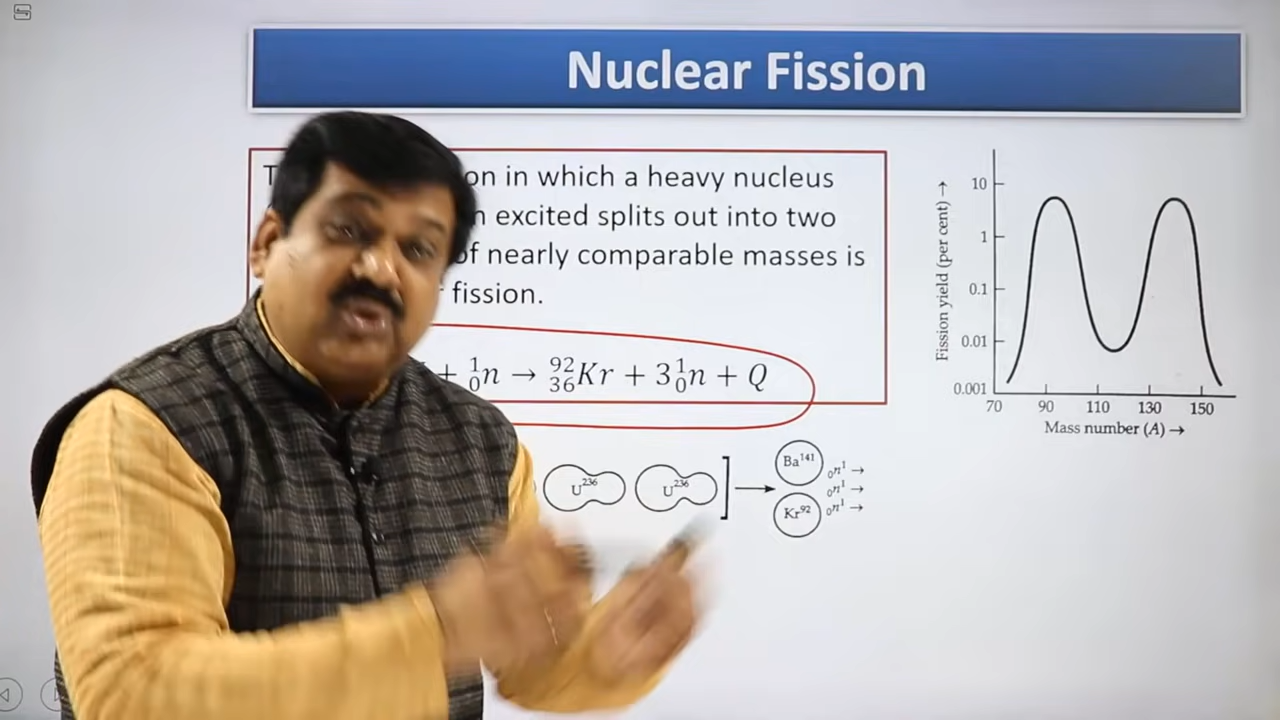 Nuclear Fission
on in which a heavy nucleus
excited splits out into two
of nearly comparable masses is
fission.
+ ¹₀n → ⁹²₃₆Kr + 3¹₀n + Q
U²³⁶ U²³⁶ → Ba¹⁴¹ ₀n¹ →
₀n¹ →
Kr⁹² ₀n¹ →
Fission yield (per cent) →
10
1
0.1
0.01
0.001
70 90 110 130 150
Mass number (A) →